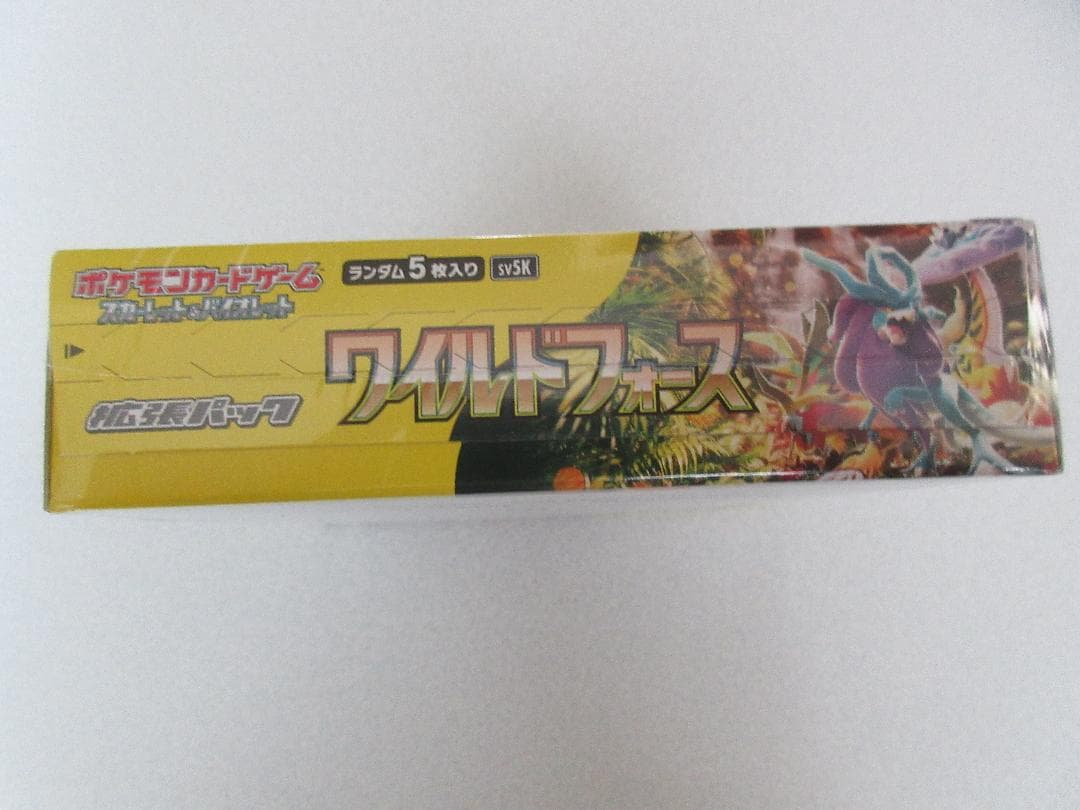 ポケモンカードゲーム
スカーレット&バイオレット
ランダム5枚入り
sv5K
ワイルドフォース
拡張パック